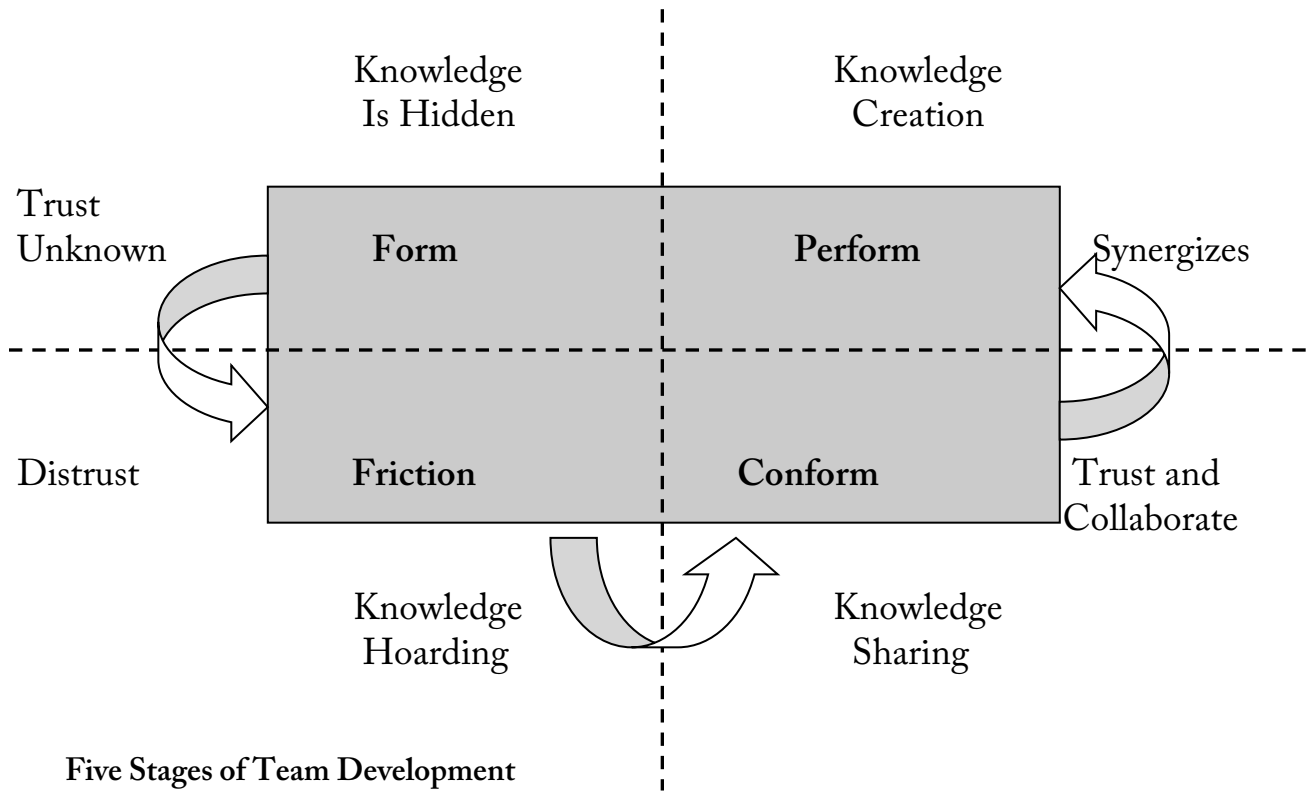 Knowledge
Is Hidden
Knowledge
Creation
Trust
Unknown
Form
Perform
Synergizes
Distrust
Friction
Conform
Trust and
Collaborate
Knowledge
Hoarding
Knowledge
Sharing
Five Stages of Team Development